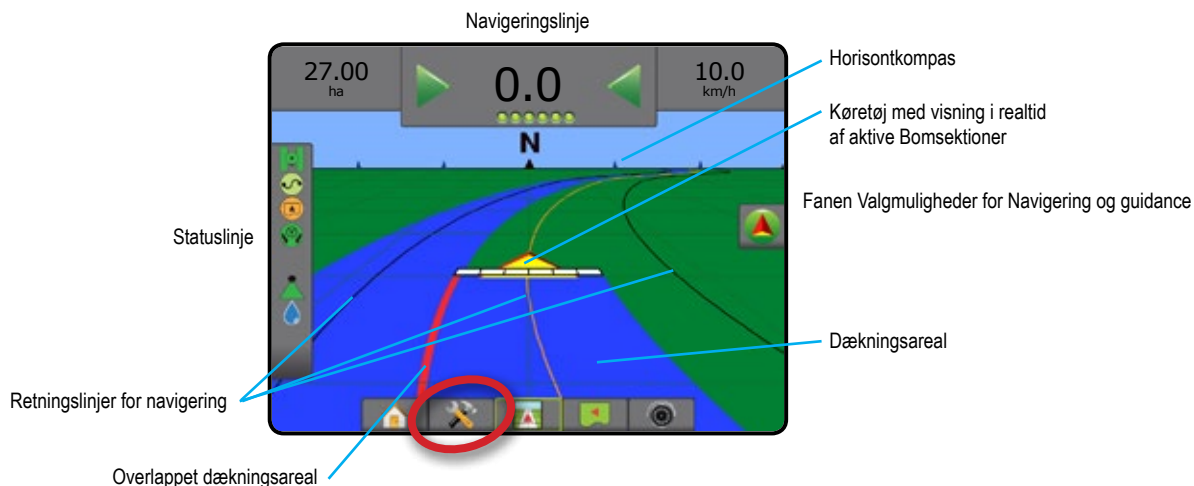 Navigeringslinje
27.00
ha
0.0
10.0
km/h
N
Horisontkompas
Køretøj med visning i realtid
af aktive Bomsektioner
Fanen Valgmuligheder for Navigering og guidance
Statuslinje
Dækningsareal
Retningslinjer for navigering
Overlappet dækningsareal